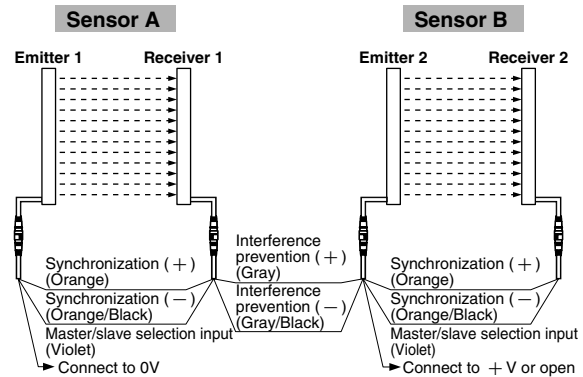 Sensor A
Sensor B
Emitter 1
Receiver 1
Emitter 2
Receiver 2
Synchronization (+)
(Orange)
Synchronization (−)
(Orange/Black)
Master/slave selection input
(Violet)
Connect to 0V
Interference
prevention (+)
(Gray)
Interference
prevention (−)
(Gray/Black)
Synchronization (+)
(Orange)
Synchronization (−)
(Orange/Black)
Master/slave selection input
(Violet)
Connect to +V or open